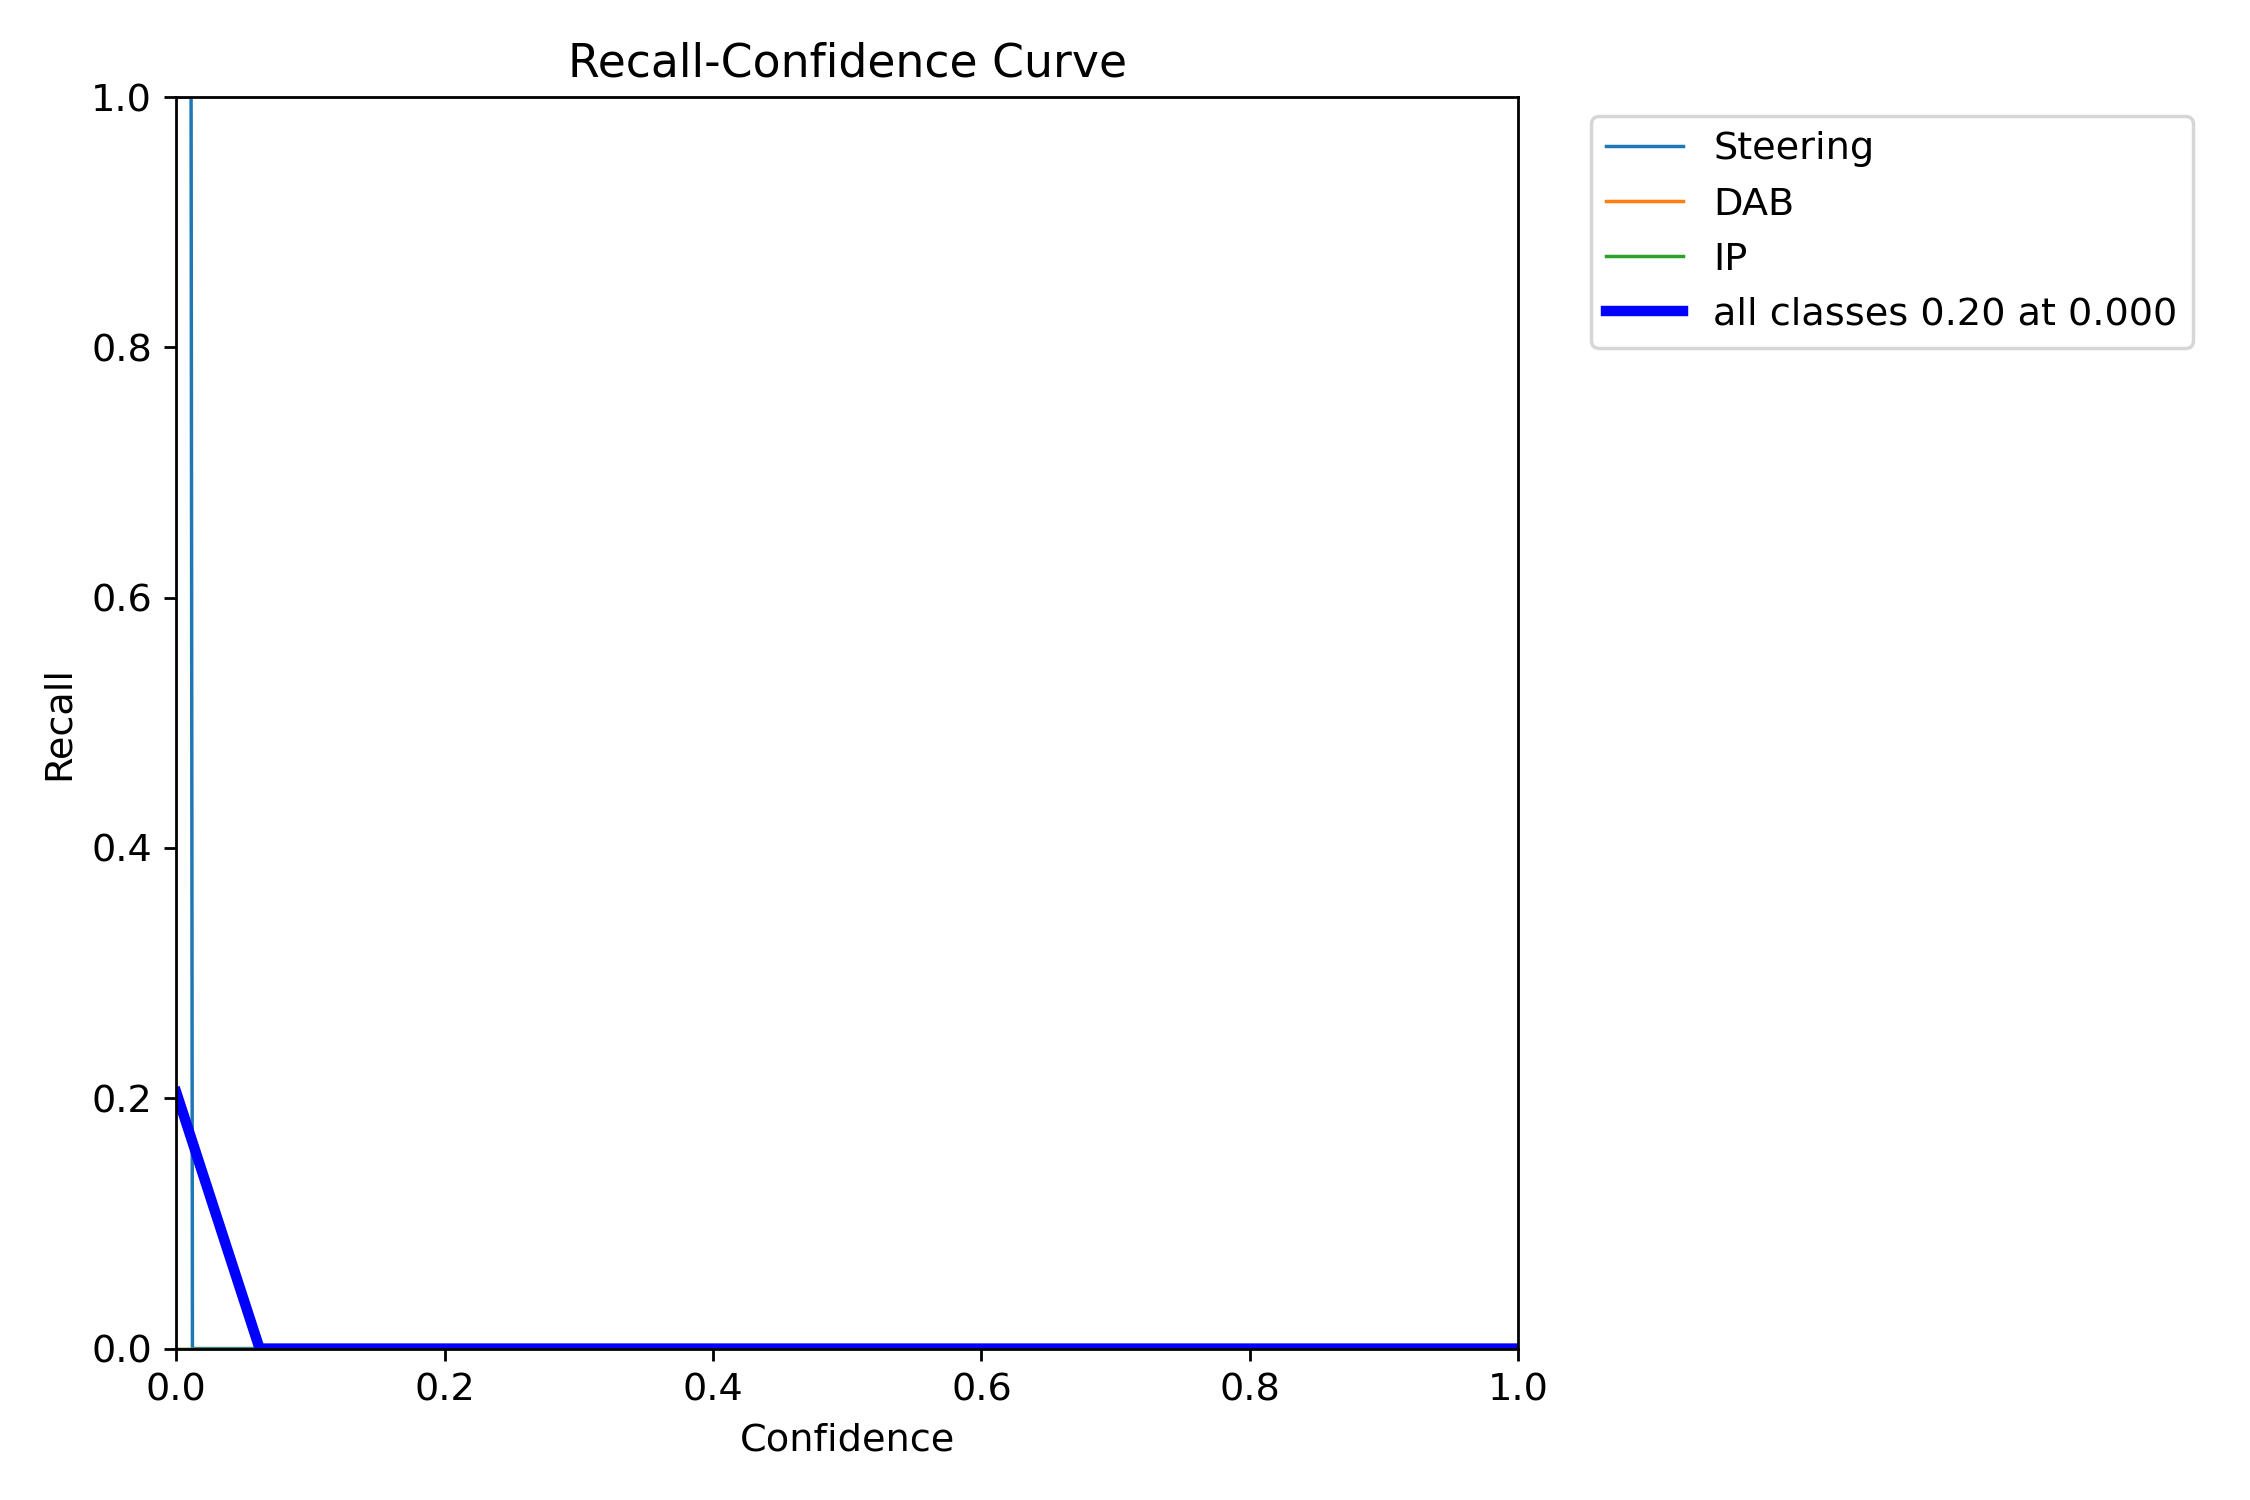 Recall-Confidence Curve
1.0
0.8
0.6
0.4
0.2
0.0
Recall
0.0 0.2 0.4 0.6 0.8 1.0
Confidence
Steering
DAB
IP
all classes 0.20 at 0.000